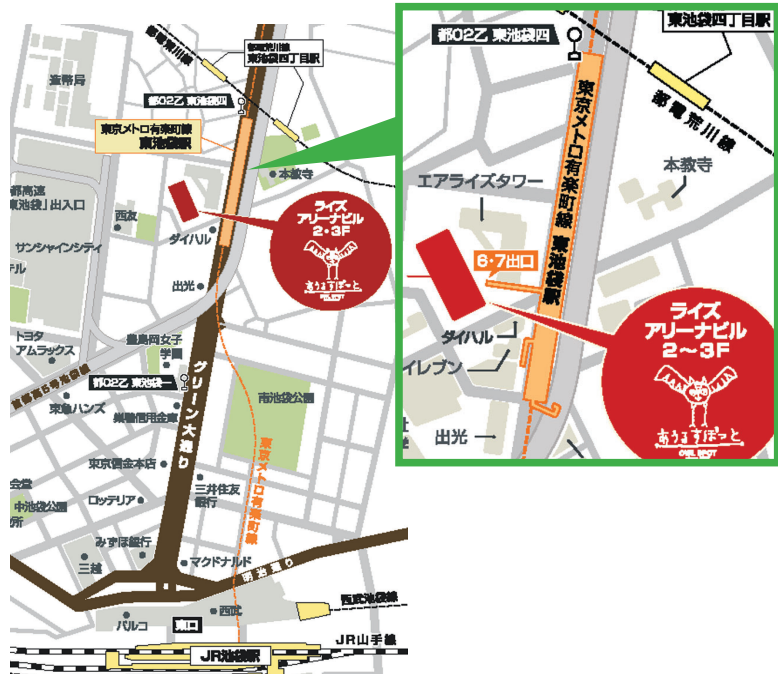 都電荒川線
都電荒川線
東池袋四丁目駅
造幣局
都02乙 東池袋四
東京メトロ有楽町線
東池袋駅
本教寺
都高速
東池袋」出入口
西友
ライズ
アリーナビル
2・3F
あうるすぽっと
OWL SPOT
サンシャインシティ
テル
ダイハル
出光
トヨタ
アムラックス
豊島岡女子
学園
首都高5号池袋線
都02乙 東池袋一
グリーン大通り
東急ハンズ
巣鴨信用金庫
南池袋公園
東京メトロ有楽町線
東京信金本店
会堂
中池袋公園
所
ロッテリア
三井住友
銀行
みずほ銀行
三越
マクドナルド
明治通り
パルコ
東口
西武
西武池袋線
JR山手線
JR池袋駅
東池袋四丁目駅
都02乙 東池袋四
都電荒川線
東京メトロ有楽町線 東池袋駅
エアライズタワー
本教寺
6・7出口
ダイハル
イレブン
出光
ライズ
アリーナビル
2〜3F
あうるすぽっと
OWL SPOT